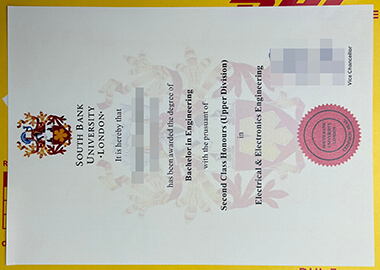 SOUTH BANK
UNIVERSITY
· LONDON ·
It is hereby that
has been awarded the degree of
Bachelor in Engineering
with the prusuant of
Second Class Honours (Upper Division)
in
Electrical & Electronics Engineering
Vice Chancellor